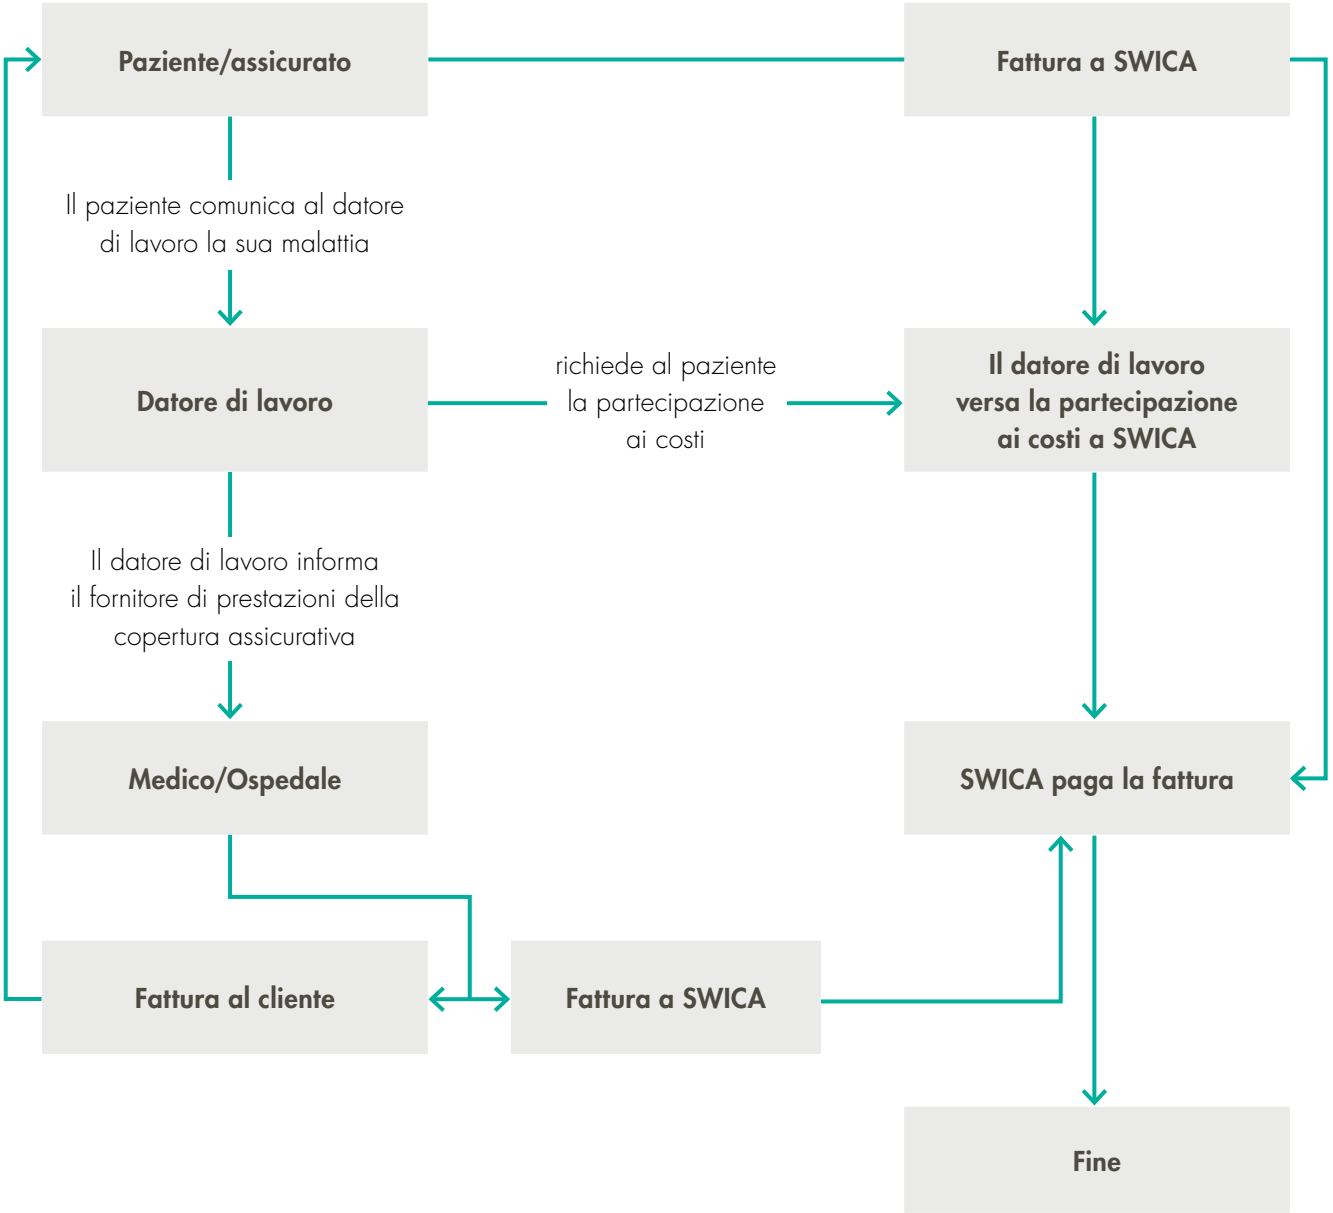 Paziente/assicurato
Fattura a SWICA
Il paziente comunica al datore
di lavoro la sua malattia
Datore di lavoro
richiede al paziente
la partecipazione
ai costi
Il datore di lavoro
versa la partecipazione
ai costi a SWICA
Il datore di lavoro informa
il fornitore di prestazioni della
copertura assicurativa
Medico/Ospedale
SWICA paga la fattura
Fattura al cliente
Fattura a SWICA
Fine